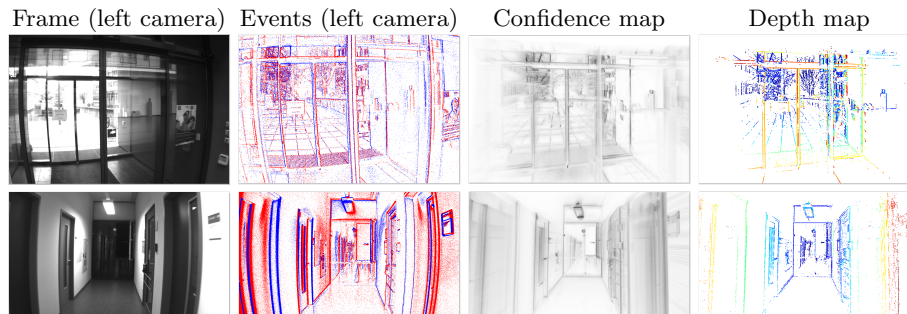 Frame (left camera)
Events (left camera)
Confidence map
Depth map